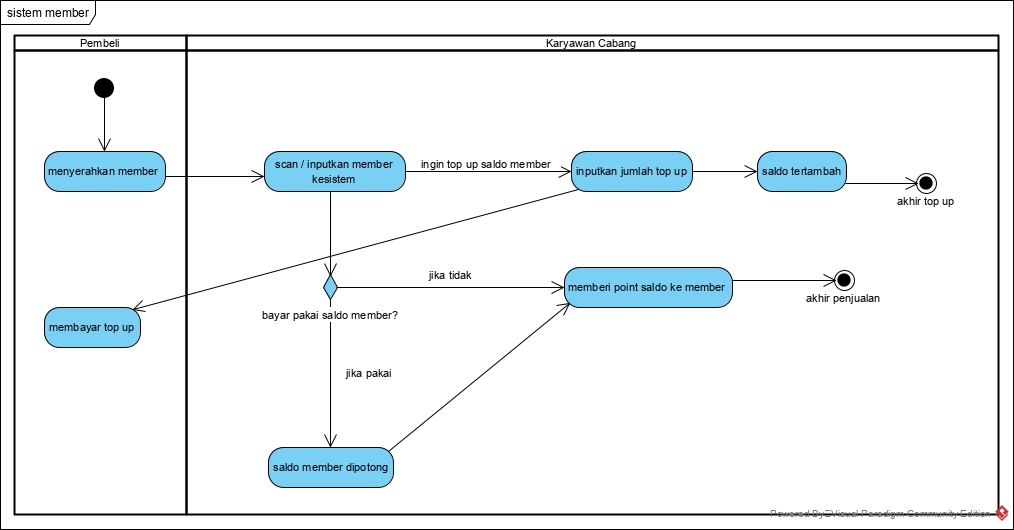 sistem member
Pembeli
Karyawan Cabang
menyerahkan member
scan / inputkan member
kesistem
ingin top up saldo member
inputkan jumlah top up
saldo tertambah
akhir top up
jika tidak
memberi point saldo ke member
akhir penjualan
membayar top up
bayar pakai saldo member?
jika pakai
saldo member dipotong
Powered By Visual Paradigm Community Edition